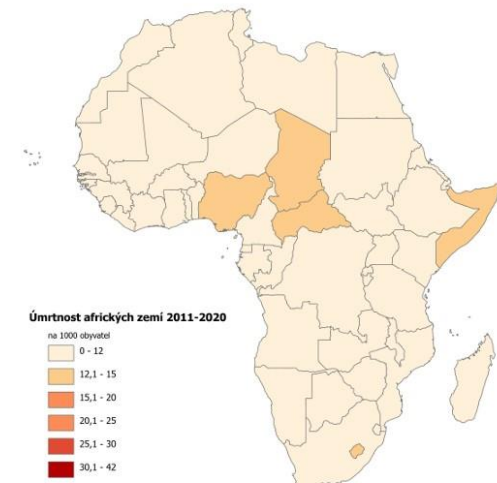 Úmrtnost afrických zemí 2011-2020
na 1000 obyvatel
0 - 12
12,1 - 15
15,1 - 20
20,1 - 25
25,1 - 30
30,1 - 42